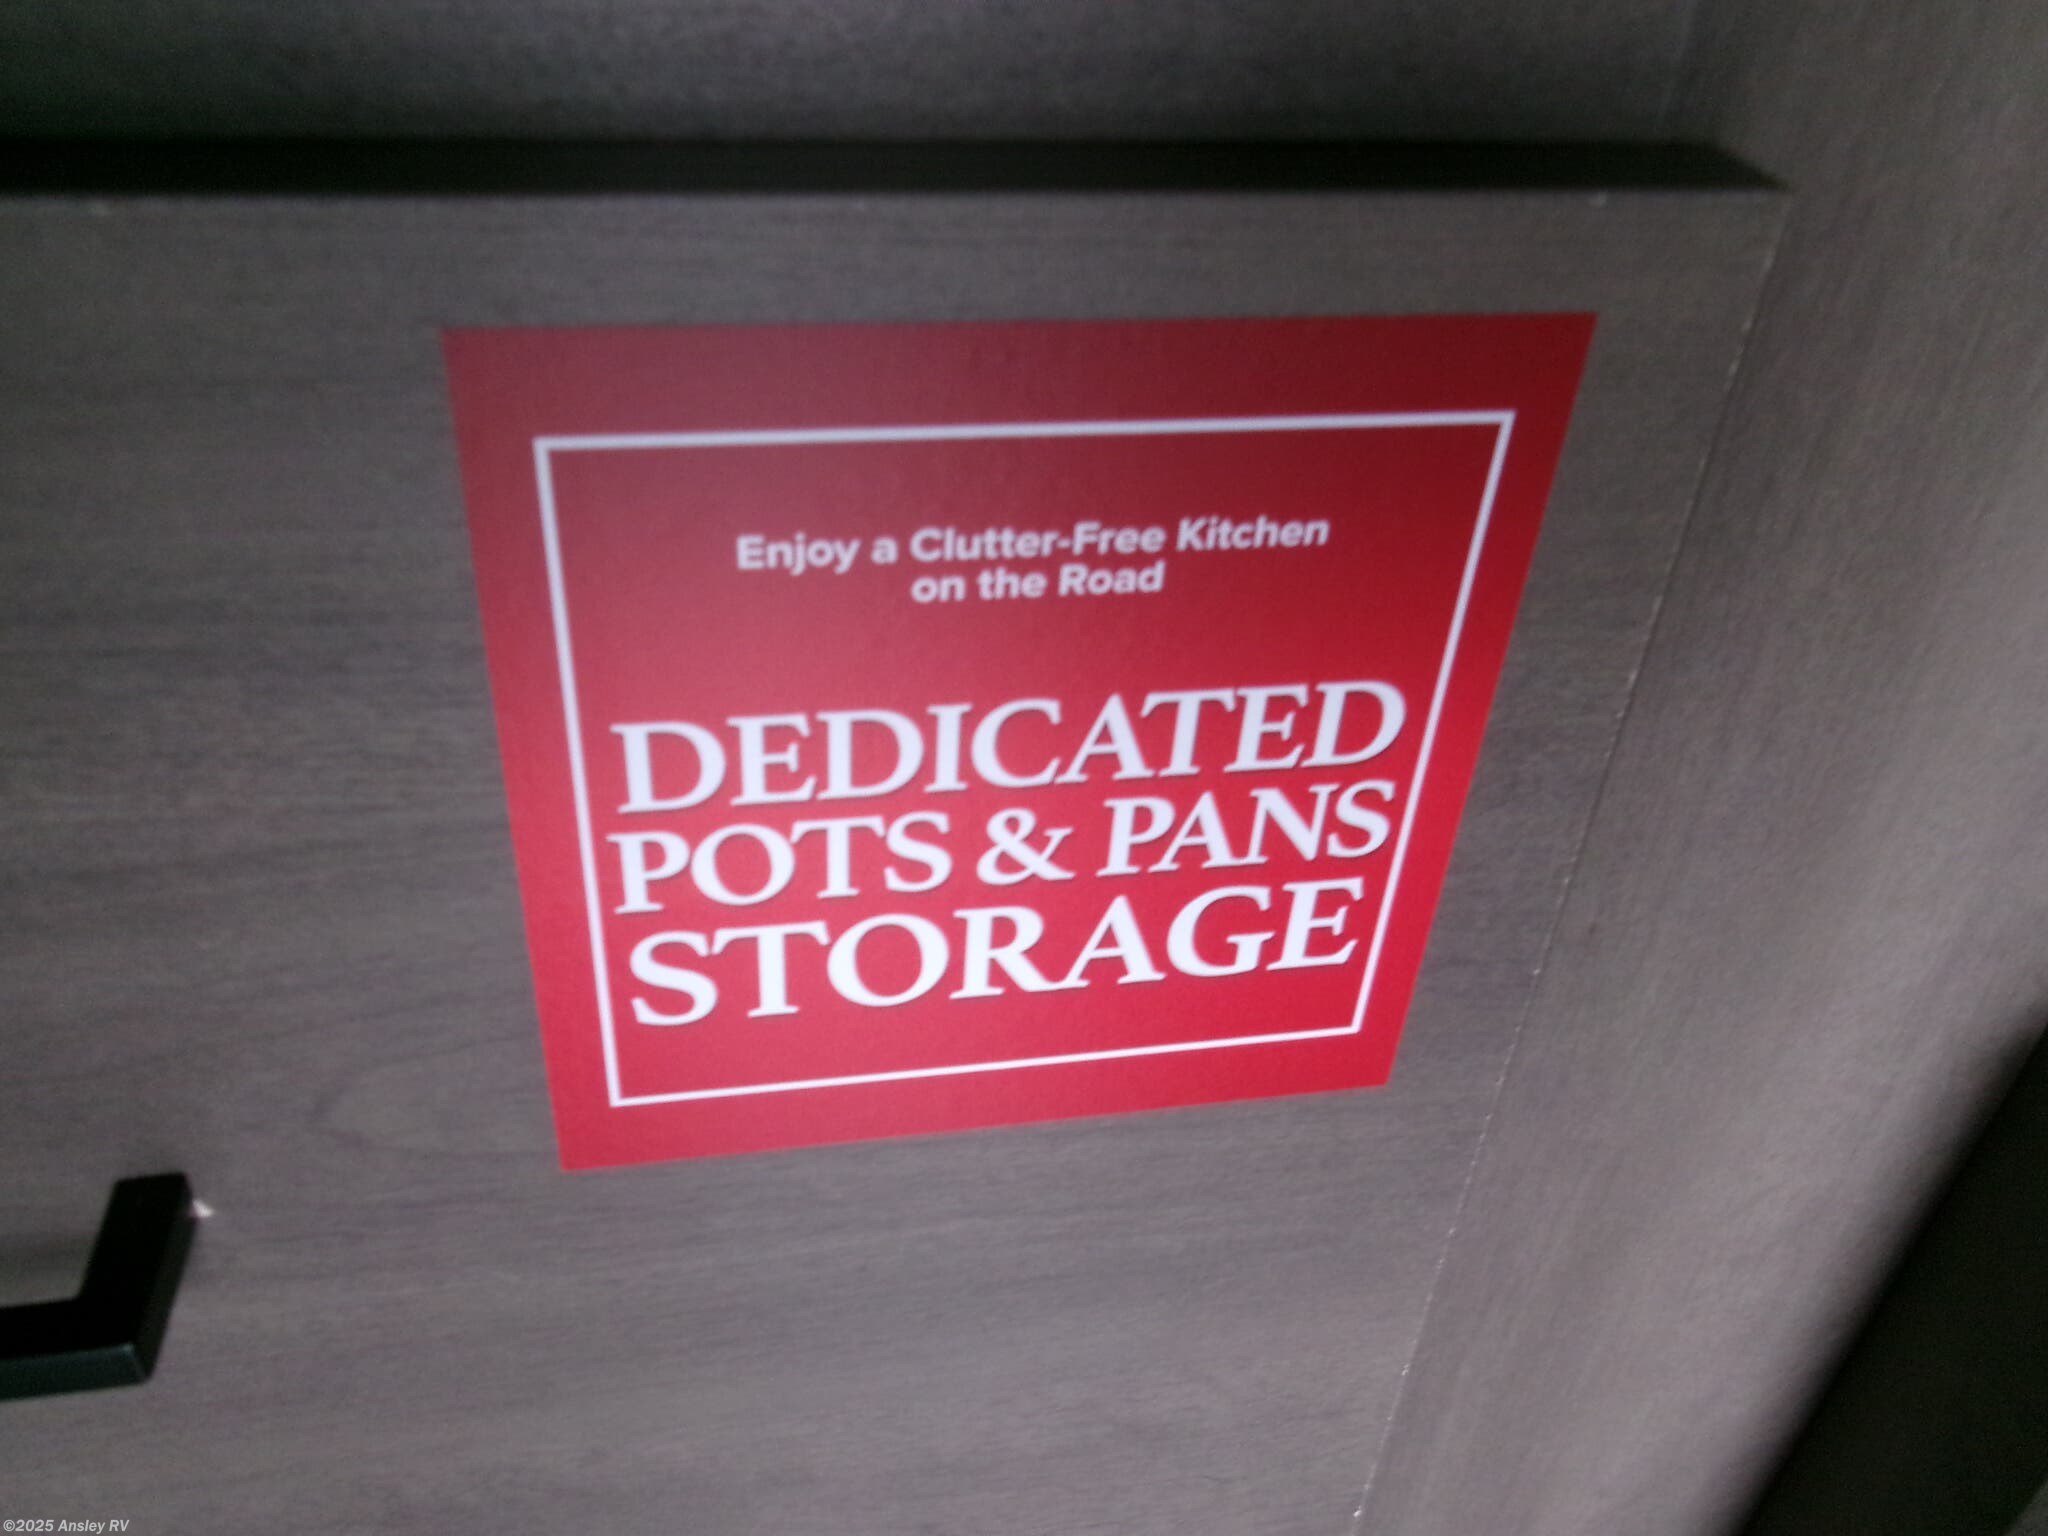 Enjoy a Clutter-Free Kitchen
on the Road
DEDICATED
POTS & PANS
STORAGE
©2025 Ansley RV